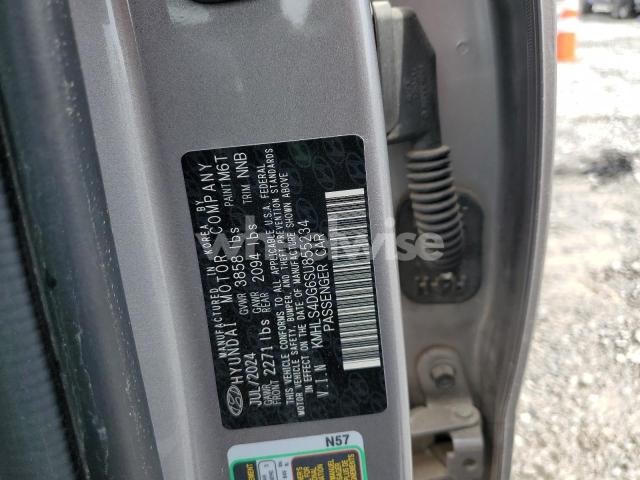 MANUFACTURED IN KOREA BY
HYUNDAI MOTOR COMPANY
JUL/2024 GVWR 3858 lbs PAINT M6T
GAWR FRONT 2271 lbs GAWR REAR 2094 lbs TRIM NNB
THIS VEHICLE CONFORMS TO ALL APPLICABLE U.S.A. FEDERAL
MOTOR VEHICLE SAFETY, BUMPER, AND THEFT PREVENTION STANDARDS
IN EFFECT ON THE DATE OF MANUFACTURE SHOWN ABOVE
V.I.N KMHLS4DG6SU855234
PASSENGER CAR
wheelwise
N57